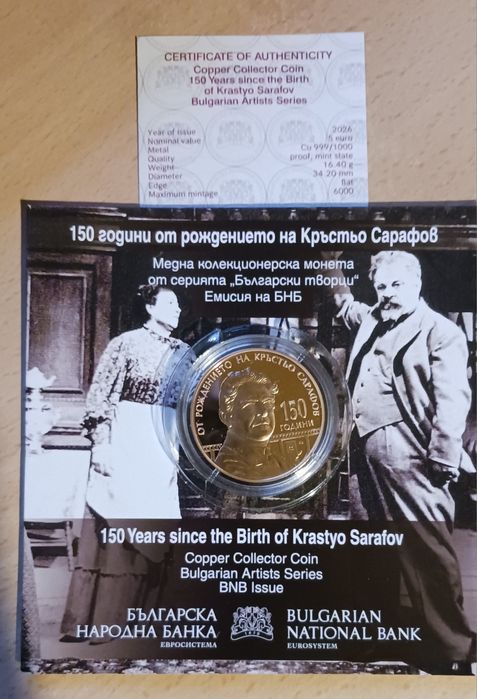 CERTIFICATE OF AUTHENTICITY
Copper Collector Coin
150 Years since the Birth
of Krastyo Sarafov
Bulgarian Artists Series
Year of issue 2026
Nominal value 5 euro
Metal Cu 999/1000
Quality proof, mint state
Weight 16.40 g
Diameter 34.20 mm
Edge flat
Maximum mintage 6000
150 години от рождението на Кръстьо Сарафов
Медна колекционерска монета
от серията „Български творци“
Емисия на БНБ
ОТ РОЖДЕНИЕТО НА КРЪСТЬО САРАФОВ
150
ГОДИНИ
150 Years since the Birth of Krastyo Sarafov
Copper Collector Coin
Bulgarian Artists Series
BNB Issue
БЪЛГАРСКА
НАРОДНА БАНКА
ЕВРОСИСТЕМА
BULGARIAN
NATIONAL BANK
EUROSYSTEM